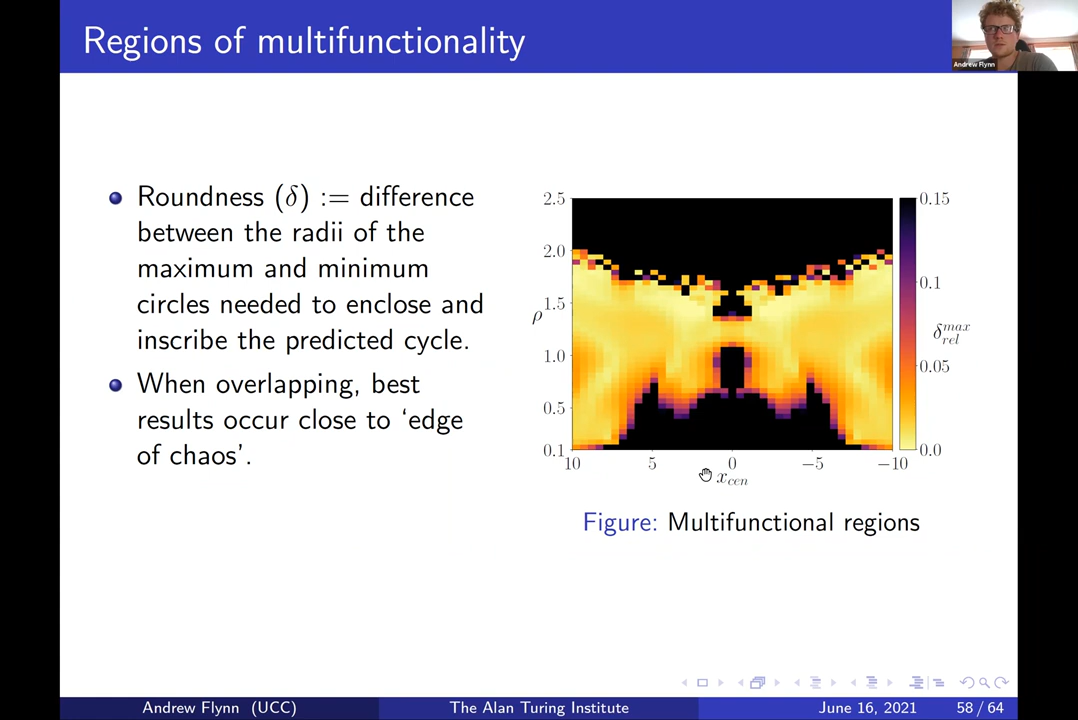 Regions of multifunctionality
Andrew Flynn
Roundness (δ) := difference
between the radii of the
maximum and minimum
circles needed to enclose and
inscribe the predicted cycle.
When overlapping, best
results occur close to ‘edge
of chaos’.
2.5
2.0
1.5
1.0
0.5
0.1
ρ
10 5 0 −5 −10
x_cen
0.15
0.1
0.05
0.0
δ_rel^max
Figure: Multifunctional regions
Andrew Flynn (UCC) The Alan Turing Institute June 16, 2021 58 / 64